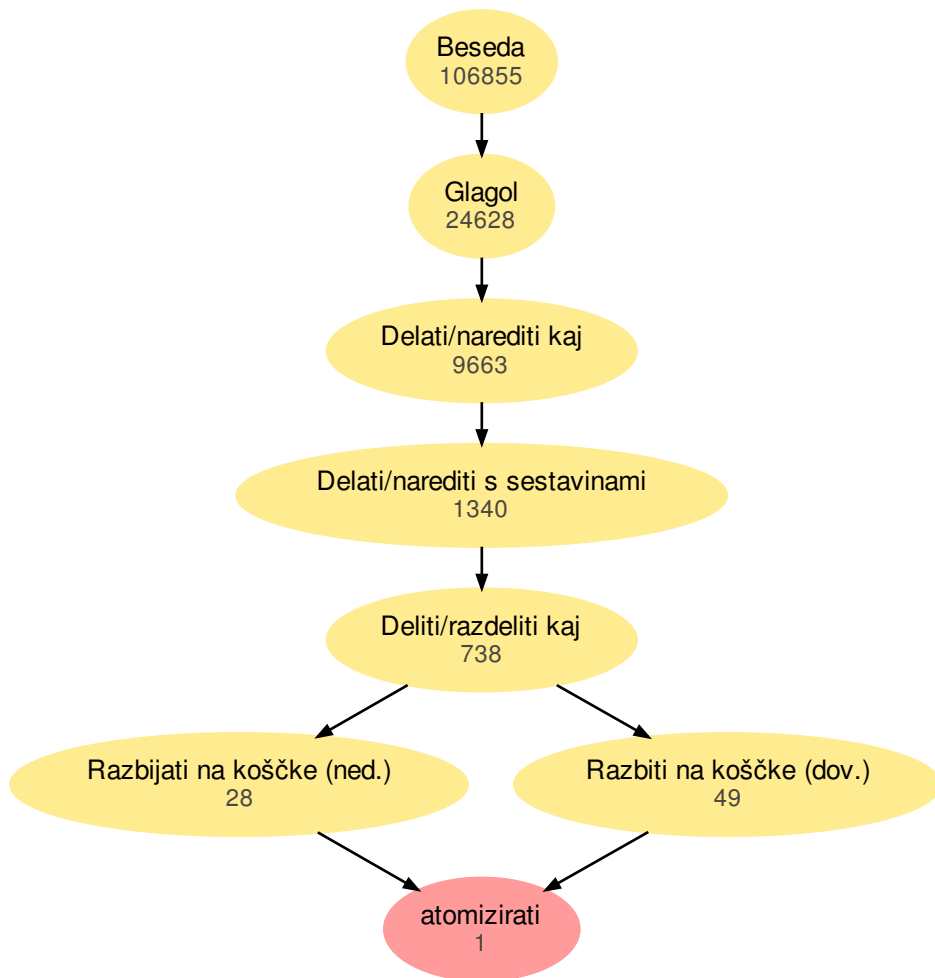 Beseda
106855
Glagol
24628
Delati/narediti kaj
9663
Delati/narediti s sestavinami
1340
Deliti/razdeliti kaj
738
Razbijati na koščke (ned.)
28
Razbiti na koščke (dov.)
49
atomizirati
1